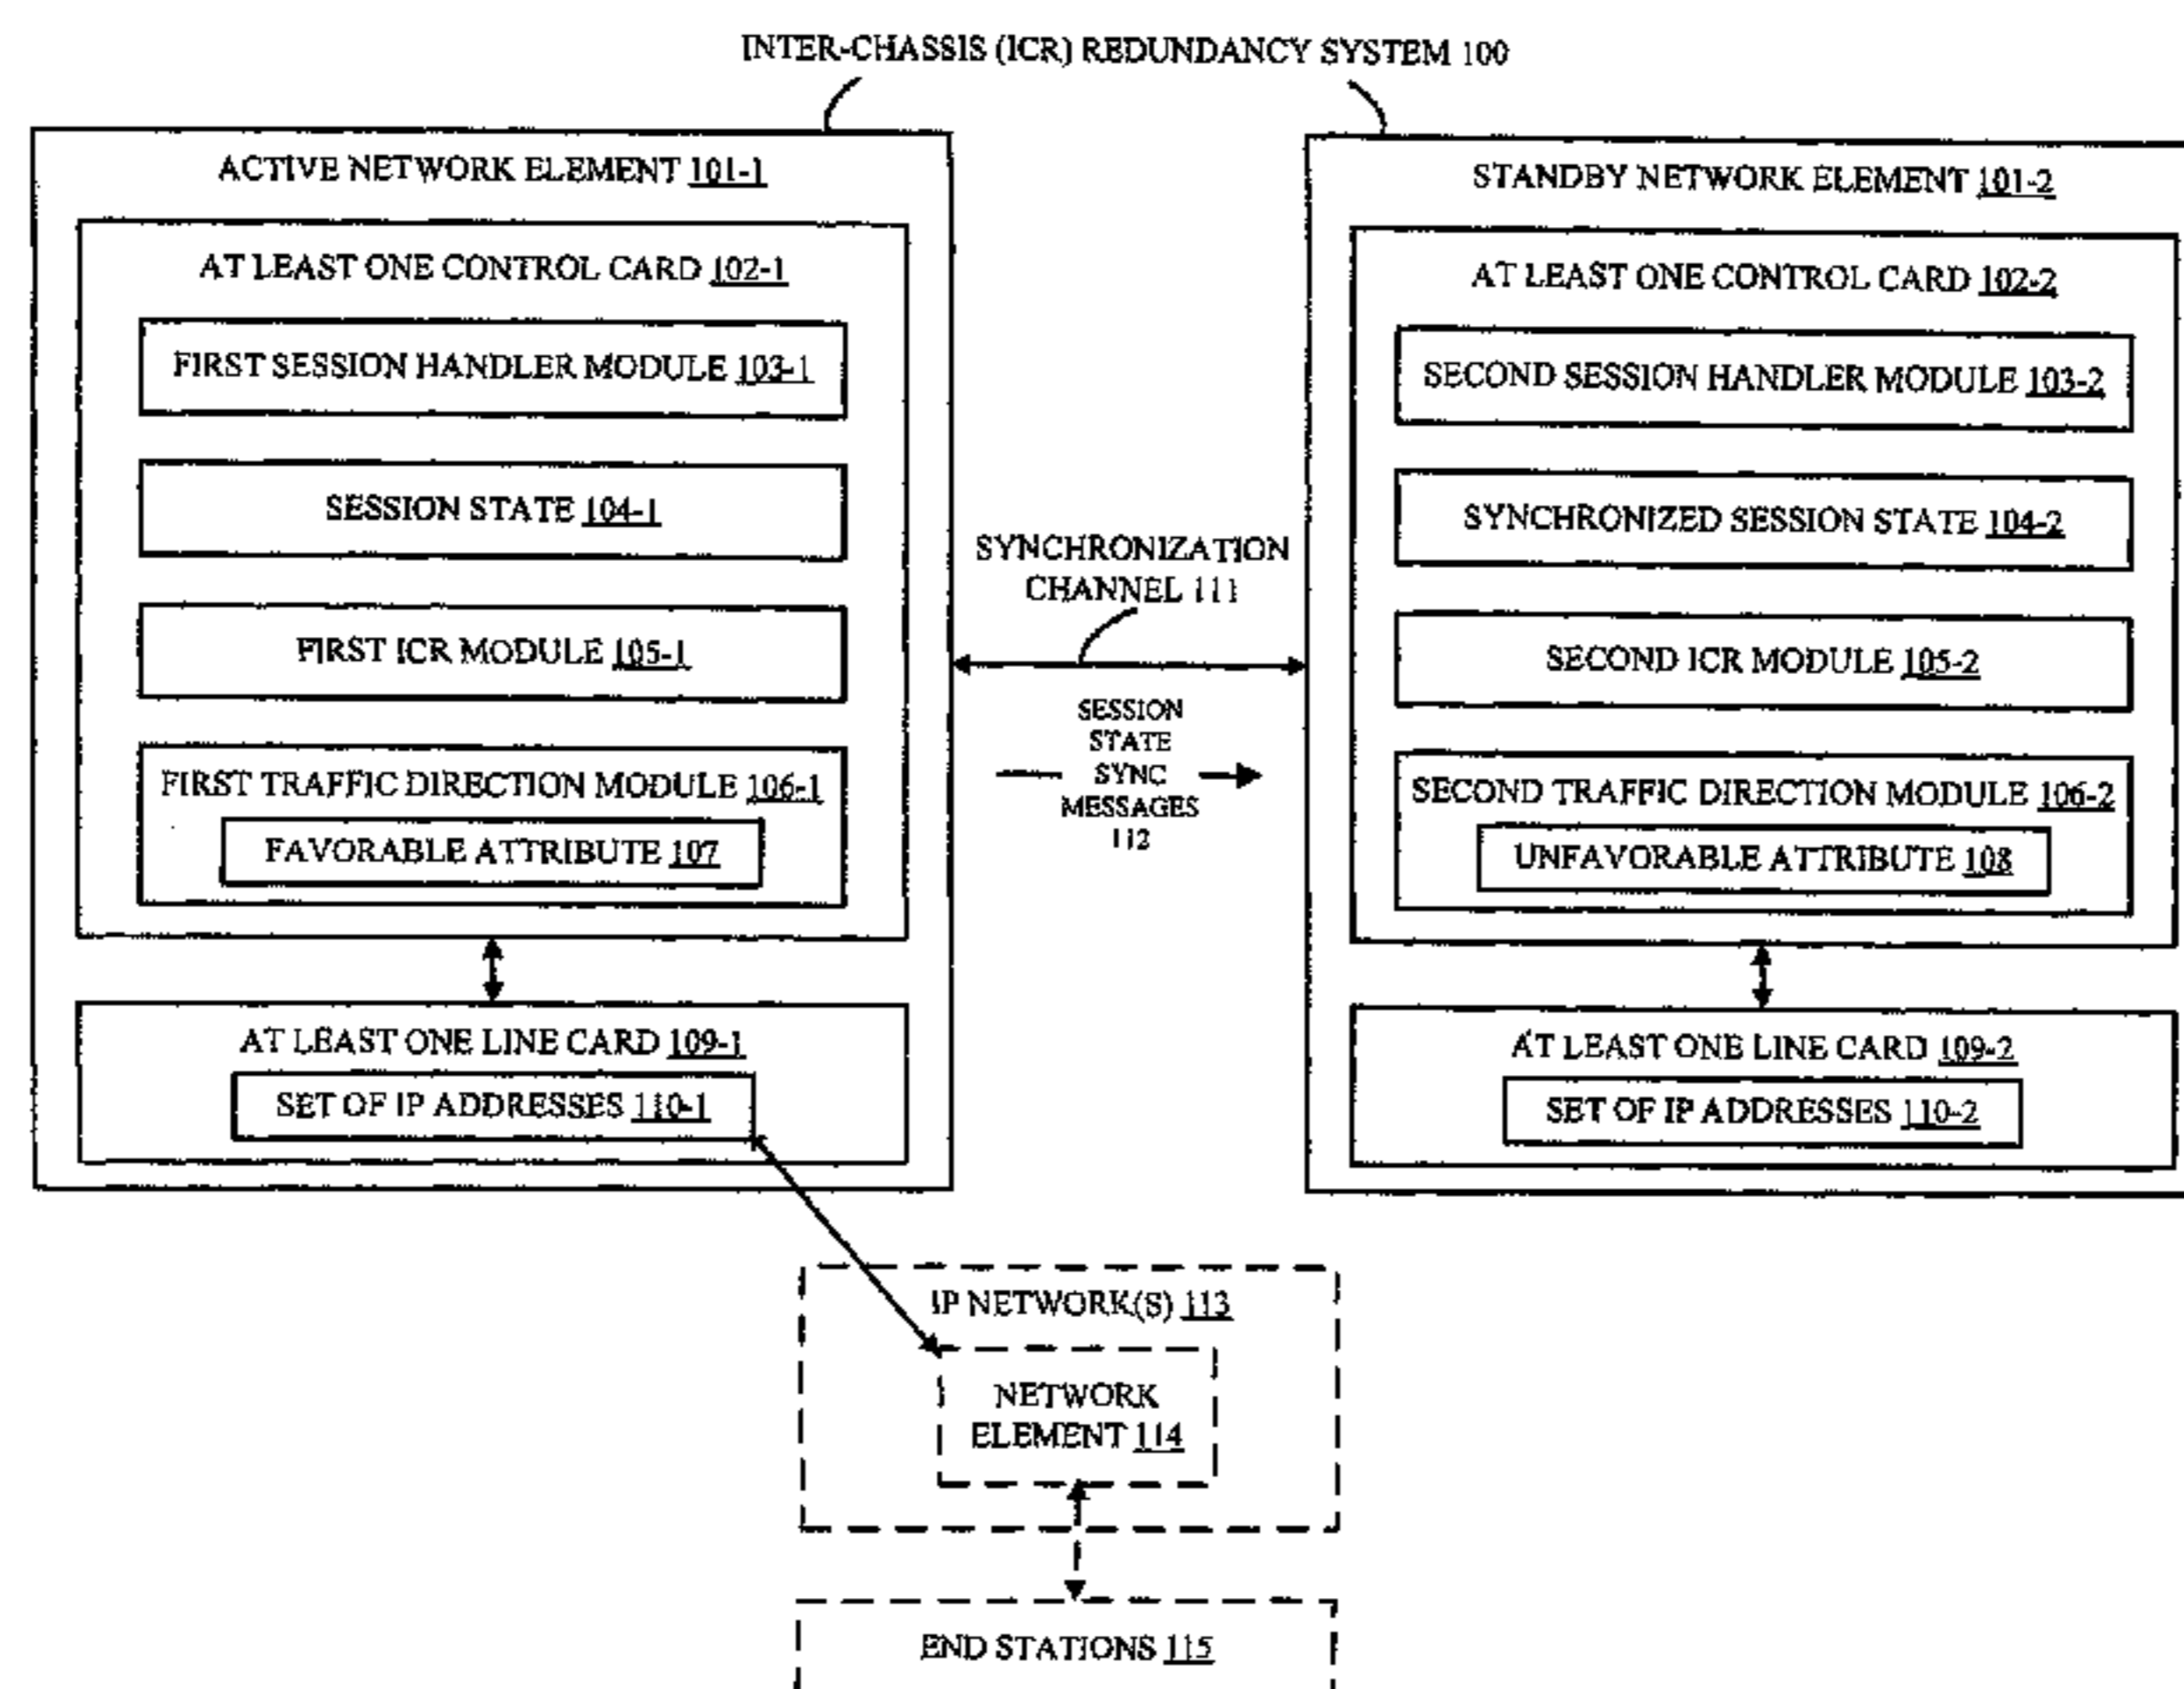 INTER-CHASSIS (ICR) REDUNDANCY SYSTEM 100
ACTIVE NETWORK ELEMENT 101-1
AT LEAST ONE CONTROL CARD 102-1
FIRST SESSION HANDLER MODULE 103-1
SESSION STATE 104-1
FIRST ICR MODULE 105-1
FIRST TRAFFIC DIRECTION MODULE 106-1
FAVORABLE ATTRIBUTE 107
AT LEAST ONE LINE CARD 109-1
SET OF IP ADDRESSES 110-1
SYNCHRONIZATION
CHANNEL 111
SESSION
STATE
SYNC
MESSAGES
112
STANDBY NETWORK ELEMENT 101-2
AT LEAST ONE CONTROL CARD 102-2
SECOND SESSION HANDLER MODULE 103-2
SYNCHRONIZED SESSION STATE 104-2
SECOND ICR MODULE 105-2
SECOND TRAFFIC DIRECTION MODULE 106-2
UNFAVORABLE ATTRIBUTE 108
AT LEAST ONE LINE CARD 109-2
SET OF IP ADDRESSES 110-2
IP NETWORK(S) 113
NETWORK
ELEMENT 114
END STATIONS 115